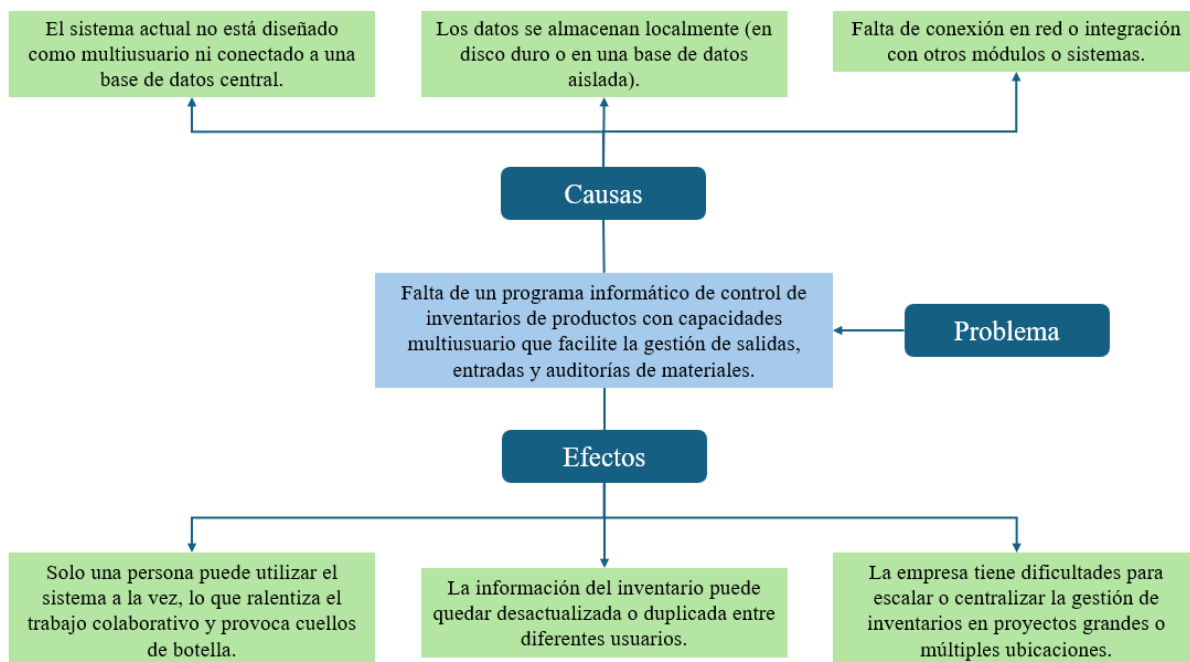 El sistema actual no está diseñado
como multiusuario ni conectado a una
base de datos central.
Los datos se almacenan localmente (en
disco duro o en una base de datos
aislada).
Falta de conexión en red o integración
con otros módulos o sistemas.
Causas
Falta de un programa informático de control de
inventarios de productos con capacidades
multiusuario que facilite la gestión de salidas,
entradas y auditorías de materiales.
Problema
Efectos
Solo una persona puede utilizar el
sistema a la vez, lo que ralentiza el
trabajo colaborativo y provoca cuellos
de botella.
La información del inventario puede
quedar desactualizada o duplicada entre
diferentes usuarios.
La empresa tiene dificultades para
escalar o centralizar la gestión de
inventarios en proyectos grandes o
múltiples ubicaciones.